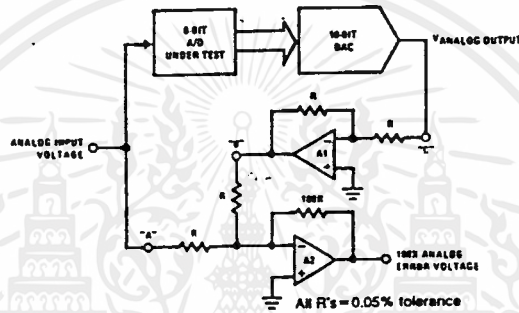 8-BIT
A/D
UNDER TEST
10-BIT
DAC
VANALOG OUTPUT
ANALOG INPUT
VOLTAGE
R
R
"B"
A1
-
+
"C"
R
100R
"A"
R
A2
-
+
100X ANALOG
ERROR VOLTAGE
All R's = 0.05% tolerance